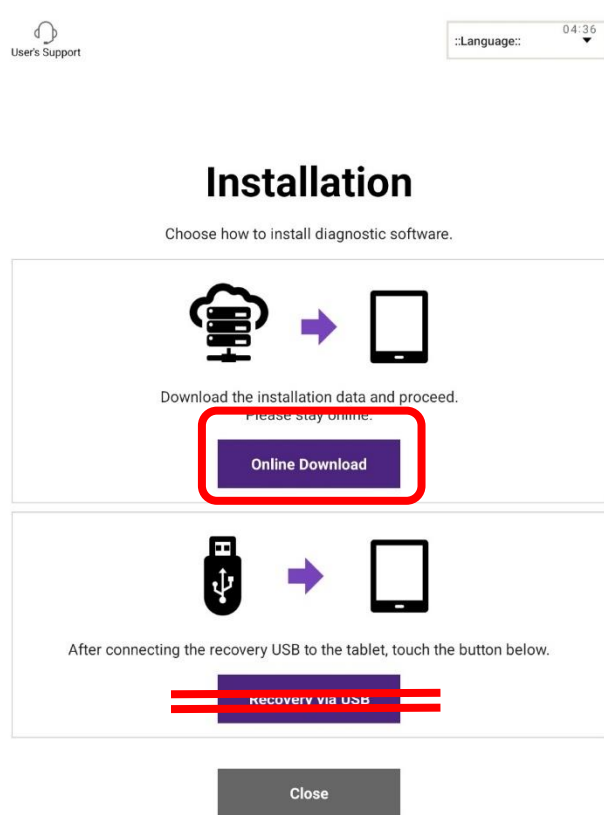 User's Support
04:36
::Language::
Installation
Choose how to install diagnostic software.
Download the installation data and proceed.
Please stay online.
Online Download
After connecting the recovery USB to the tablet, touch the button below.
Recovery via USB
Close